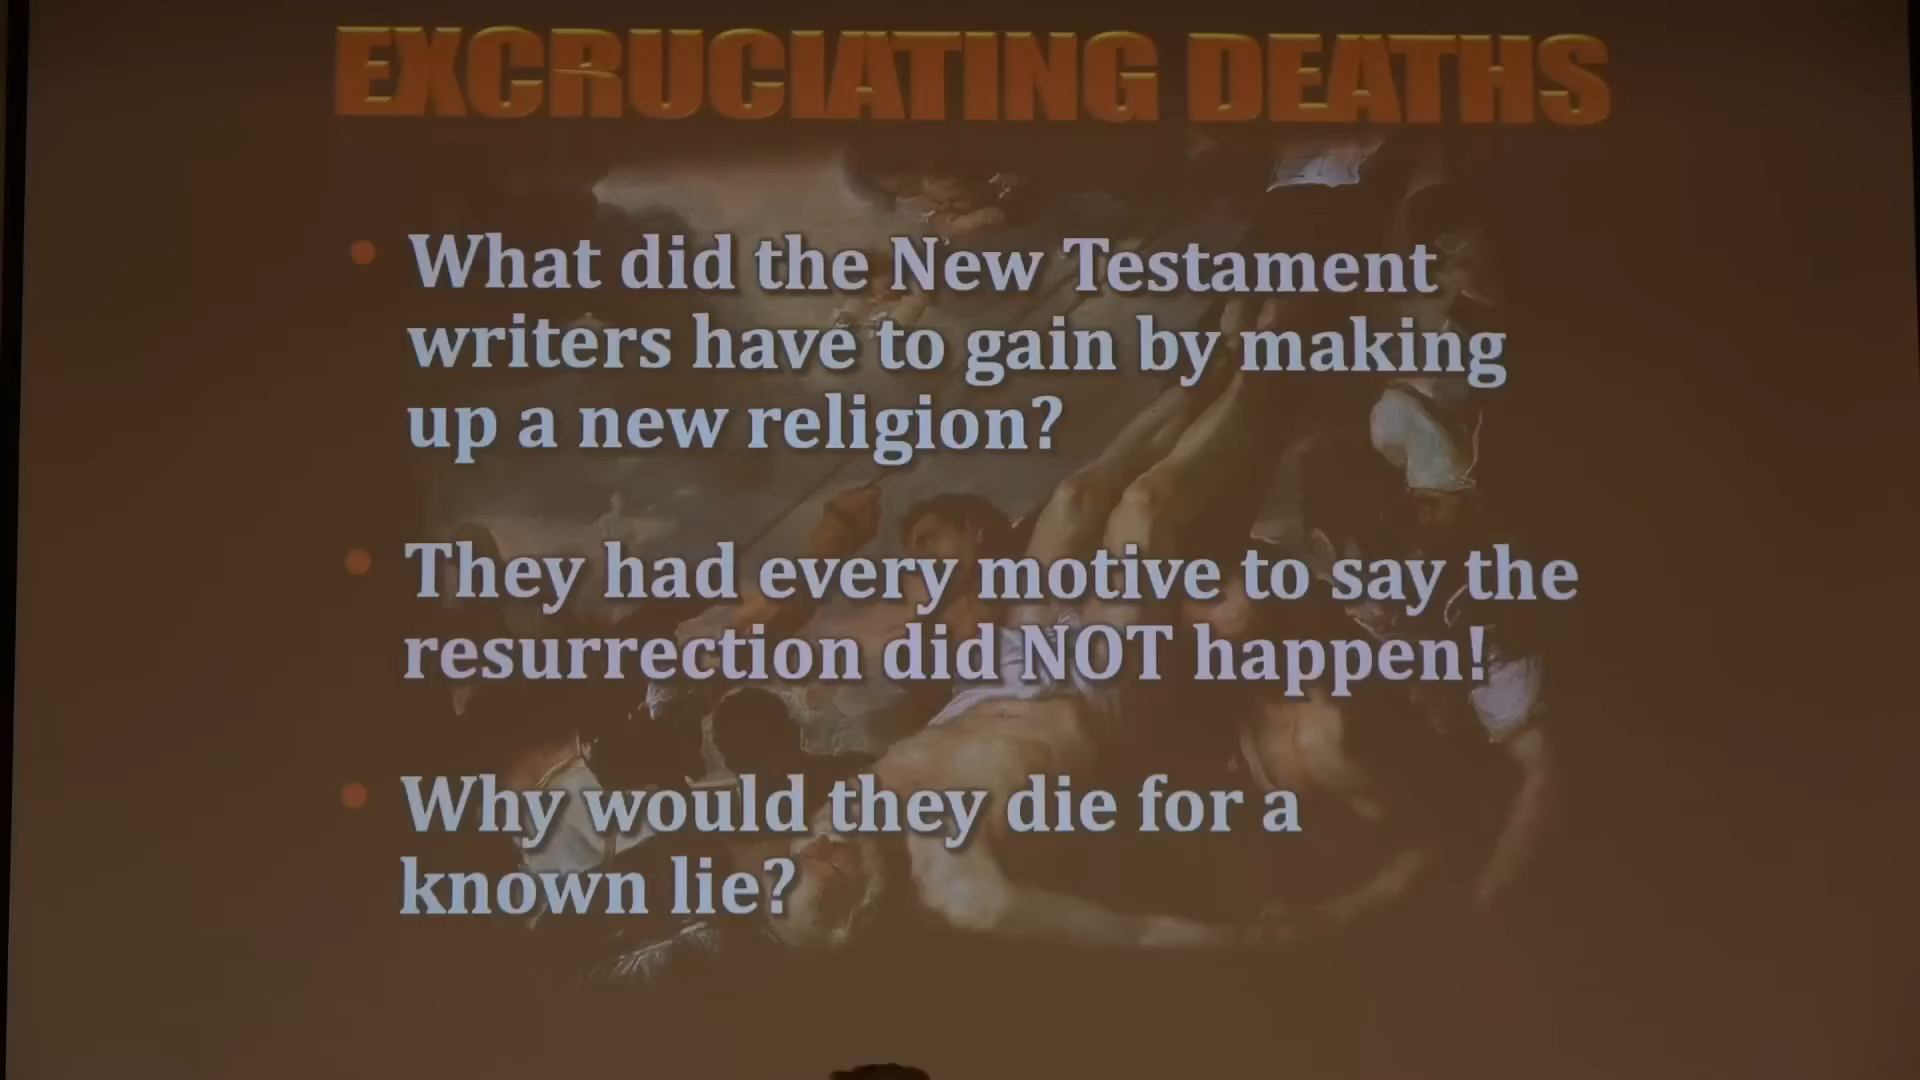 EXCRUCIATING DEATHS
• What did the New Testament
writers have to gain by making
up a new religion?
• They had every motive to say the
resurrection did NOT happen!
• Why would they die for a
known lie?